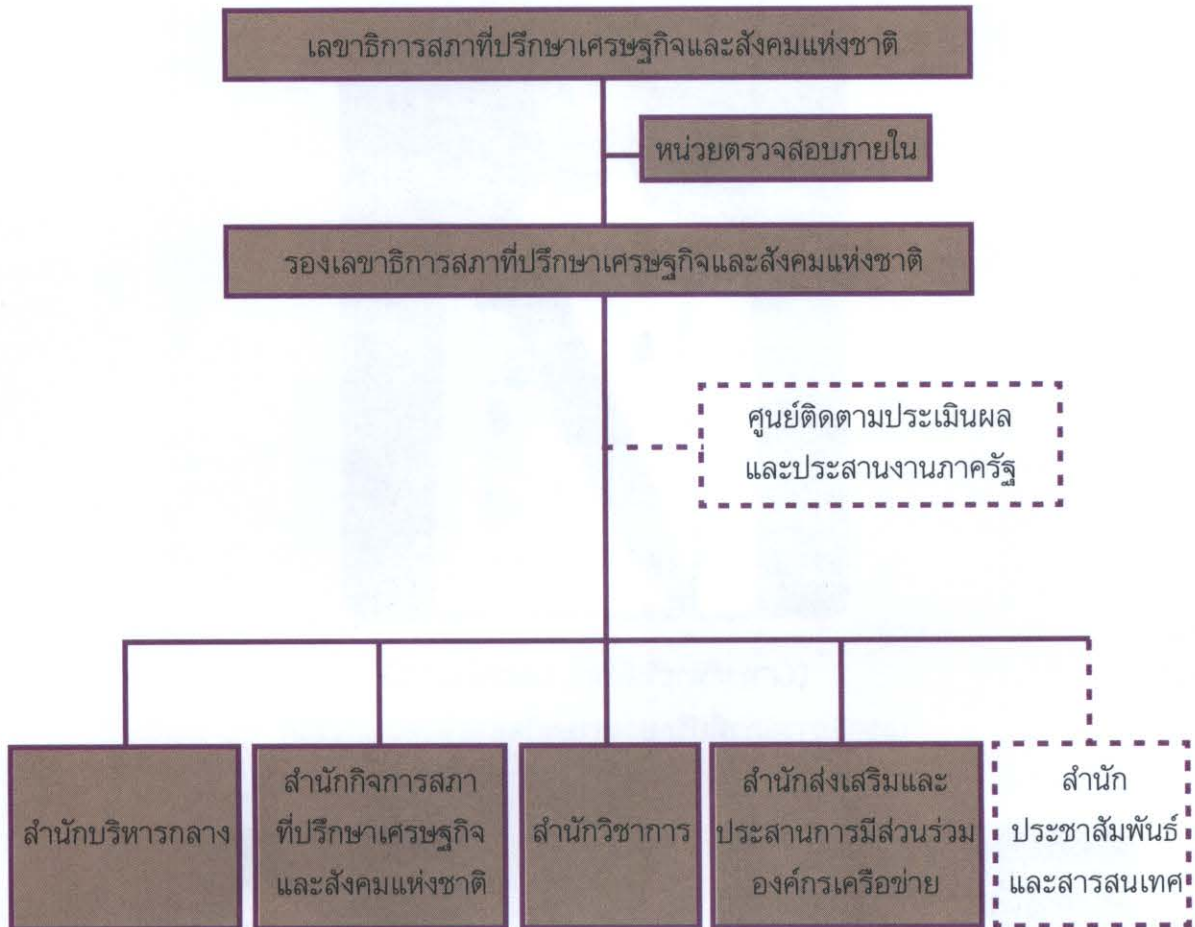 เลขาธิการสภาที่ปรึกษาเศรษฐกิจและสังคมแห่งชาติ
หน่วยตรวจสอบภายใน
รองเลขาธิการสภาที่ปรึกษาเศรษฐกิจและสังคมแห่งชาติ
ศูนย์ติดตามประเมินผล
และประสานงานภาครัฐ
สำนักบริหารกลาง
สำนักกิจการสภา
ที่ปรึกษาเศรษฐกิจ
และสังคมแห่งชาติ
สำนักวิชาการ
สำนักส่งเสริมและ
ประสานการมีส่วนร่วม
องค์กรเครือข่าย
สำนัก
ประชาสัมพันธ์
และสารสนเทศ